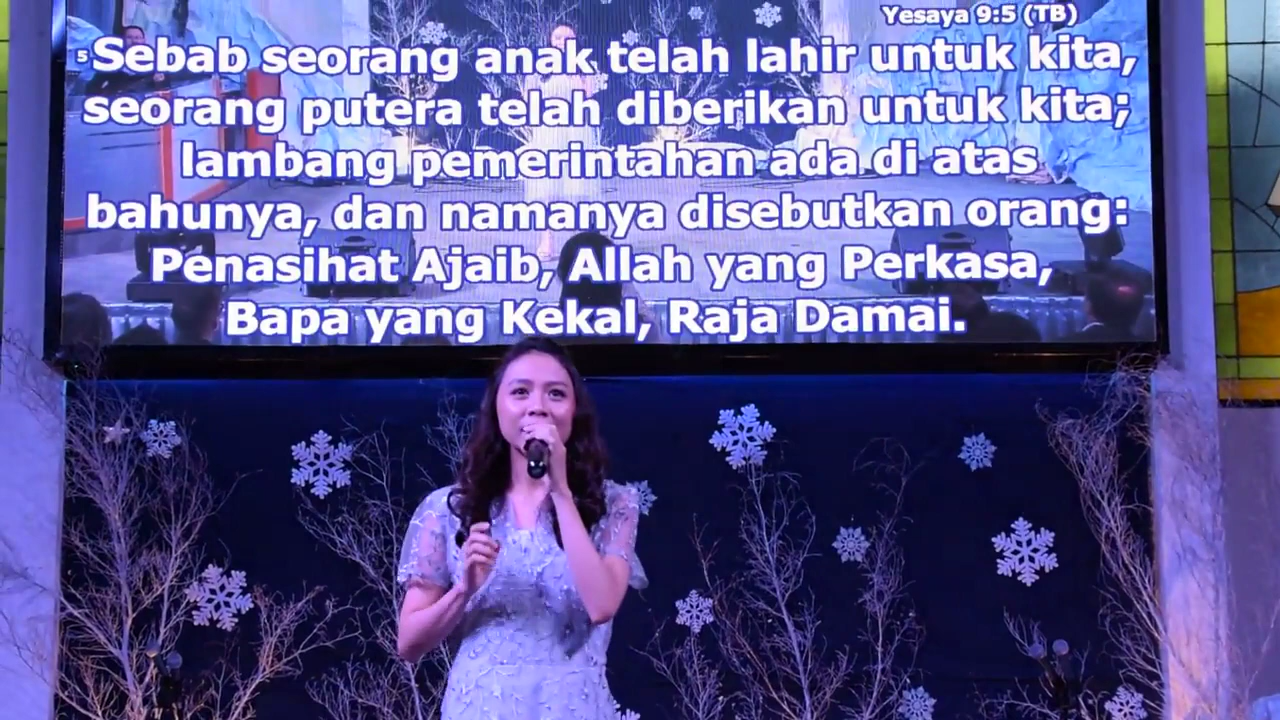 Yesaya 9:5 (TB)
5 Sebab seorang anak telah lahir untuk kita,
seorang putera telah diberikan untuk kita;
lambang pemerintahan ada di atas
bahunya, dan namanya disebutkan orang:
Penasihat Ajaib, Allah yang Perkasa,
Bapa yang Kekal, Raja Damai.